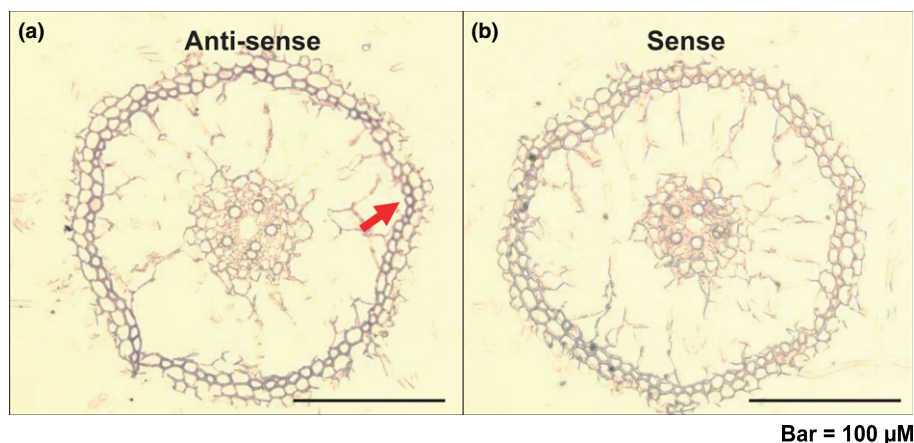 (a)
Anti-sense
(b)
Sense
Bar = 100 μM